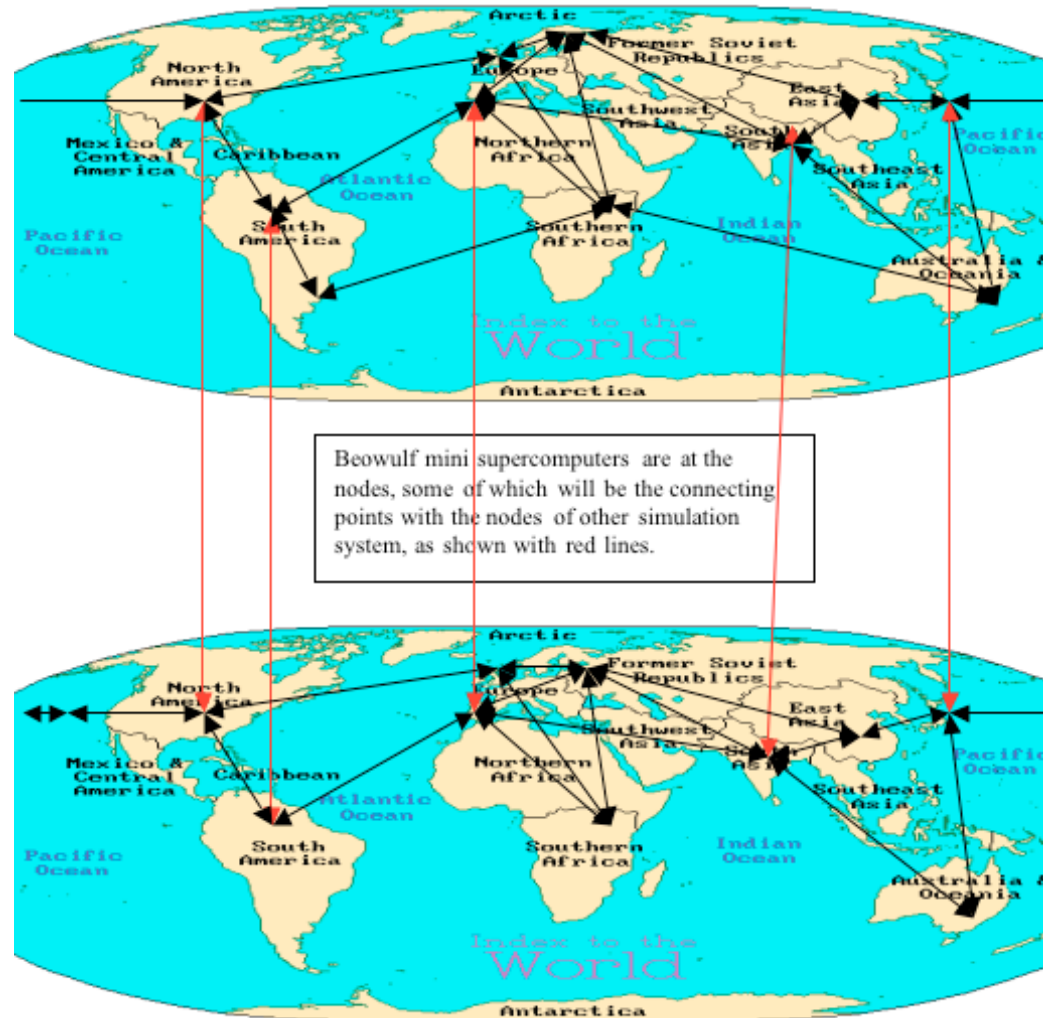 Arctic
North
America
Former Soviet
Republics
Europe
East
Asia
Southwest
Asia
South
Asia
Pacific
Ocean
Mexico &
Central
America
Caribbean
Northern
Africa
Southeast
Asia
Atlantic
Ocean
South
America
Southern
Africa
Indian
Ocean
Pacific
Ocean
Australia &
Oceania
Index to the
World
Antarctica
Beowulf mini supercomputers are at the
nodes, some of which will be the connecting
points with the nodes of other simulation
system, as shown with red lines.
Arctic
North
America
Former Soviet
Republics
Europe
East
Asia
Southwest
Asia
South
Asia
Pacific
Ocean
Mexico &
Central
America
Caribbean
Northern
Africa
Southeast
Asia
Atlantic
Ocean
South
America
Southern
Africa
Indian
Ocean
Pacific
Ocean
Australia &
Oceania
Index to the
World
Antarctica